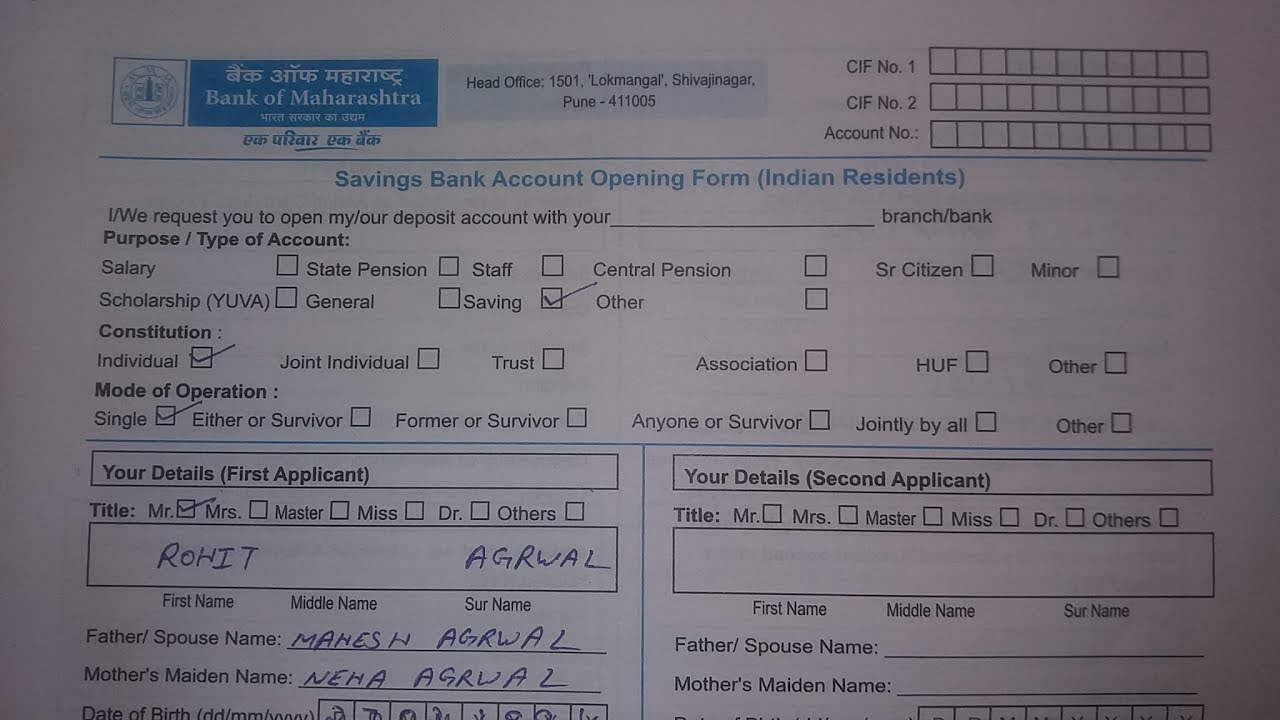 बैंक ऑफ महाराष्ट्र
Bank of Maharashtra
भारत सरकार का उद्यम
एक परिवार एक बैंक
Head Office: 1501, 'Lokmangal', Shivajinagar,
Pune - 411005
CIF No. 1
CIF No. 2
Account No.:
Savings Bank Account Opening Form (Indian Residents)
I/We request you to open my/our deposit account with your branch/bank
Purpose / Type of Account:
Salary State Pension Staff Central Pension Sr Citizen Minor
Scholarship (YUVA) General Saving Other
Constitution :
Individual Joint Individual Trust Association HUF Other
Mode of Operation :
Single Either or Survivor Former or Survivor Anyone or Survivor Jointly by all Other
Your Details (First Applicant)
Title: Mr. Mrs. Master Miss Dr. Others
ROHIT AGRWAL
First Name Middle Name Sur Name
Father/ Spouse Name: MAHESH AGRWAL
Mother's Maiden Name: NEHA AGRWAL
Date of Birth (dd/mm/yyyy)
Your Details (Second Applicant)
Title: Mr. Mrs. Master Miss Dr. Others
First Name Middle Name Sur Name
Father/ Spouse Name:
Mother's Maiden Name: